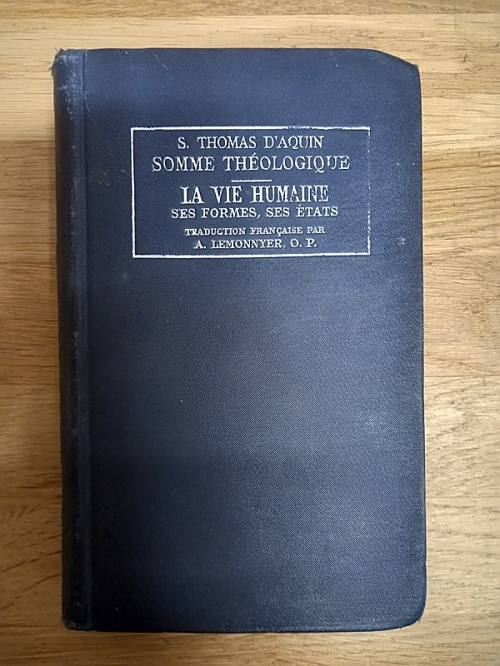 S. THOMAS D'AQUIN
SOMME THÉOLOGIQUE
LA VIE HUMAINE
SES FORMES, SES ÉTATS
TRADUCTION FRANÇAISE PAR
A. LEMONNYER, O. P.